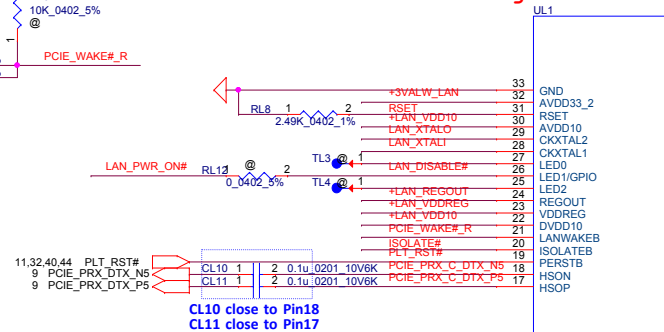 10K_0402_5%
@
UL1
1
PCIE_WAKE#_R
33 GND
+3VALW_LAN 32 AVDD33_2
RL8 1 2 RSET 31 RSET
2.49K_0402_1% +LAN_VDD10 30 AVDD10
LAN_XTALO 29 CKXTAL2
LAN_XTALI 28 CKXTAL1
TL3 @ 1 27 LED0
LAN_PWR_ON# RL12 @ 2 LAN_DISABLE# 26 LED1/GPIO
0_0402_5% TL4 @ 1 25 LED2
+LAN_REGOUT 24 REGOUT
+LAN_VDDREG 23 VDDREG
+LAN_VDD10 22 DVDD10
PCIE_WAKE#_R 21 LANWAKEB
ISOLATE# 20 ISOLATEB
11,32,40,44 PLT_RST# PLT_RST# 19 PERSTB
9 PCIE_PRX_DTX_N5 CL10 1 2 0.1u_0201_10V6K PCIE_PRX_C_DTX_N5 18 HSON
9 PCIE_PRX_DTX_P5 CL11 1 2 0.1u_0201_10V6K PCIE_PRX_C_DTX_P5 17 HSOP
CL10 close to Pin18
CL11 close to Pin17